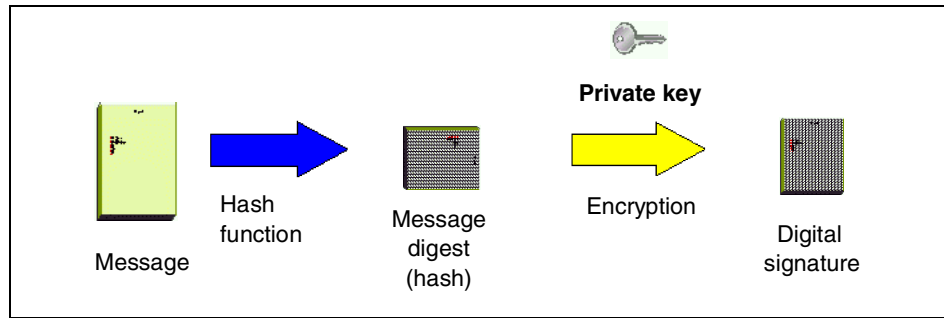 Private key
Hash
function
Encryption
Message
Message
digest
(hash)
Digital
signature